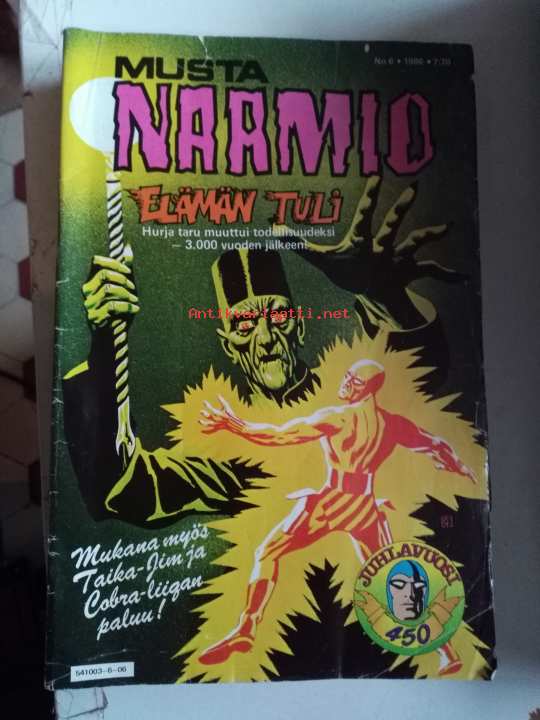 No 6 • 1986 • 7:70
MUSTA
NAAMIO
ELÄMÄN TULI
Hurja taru muuttui todellisuudeksi
– 3.000 vuoden jälkeen!
Antikvariaatti.net
Mukana myös
Taika-Jim ja
Cobra-liigan
paluu!
JUHLAVUOSI
450
541003-6-06